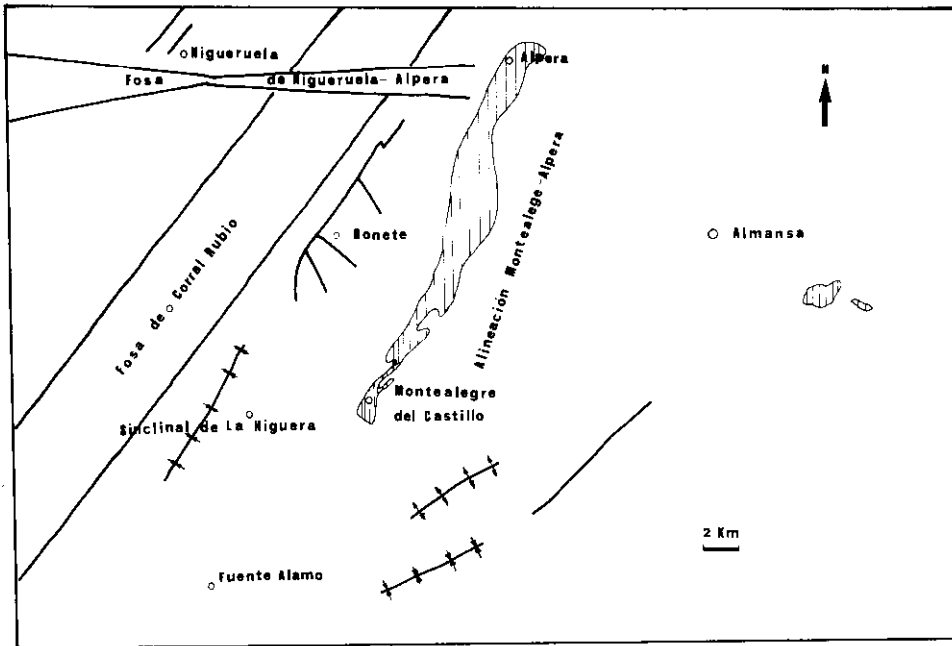 Higueruela
Alpera
Fosa de Higueruela-Alpera
N
Bonete
Almansa
Fosa de Corral Rubio
Alineación Montealege-Alpera
Montealegre
del Castillo
Sinclinal de La Higuera
2 Km
Fuente Alamo